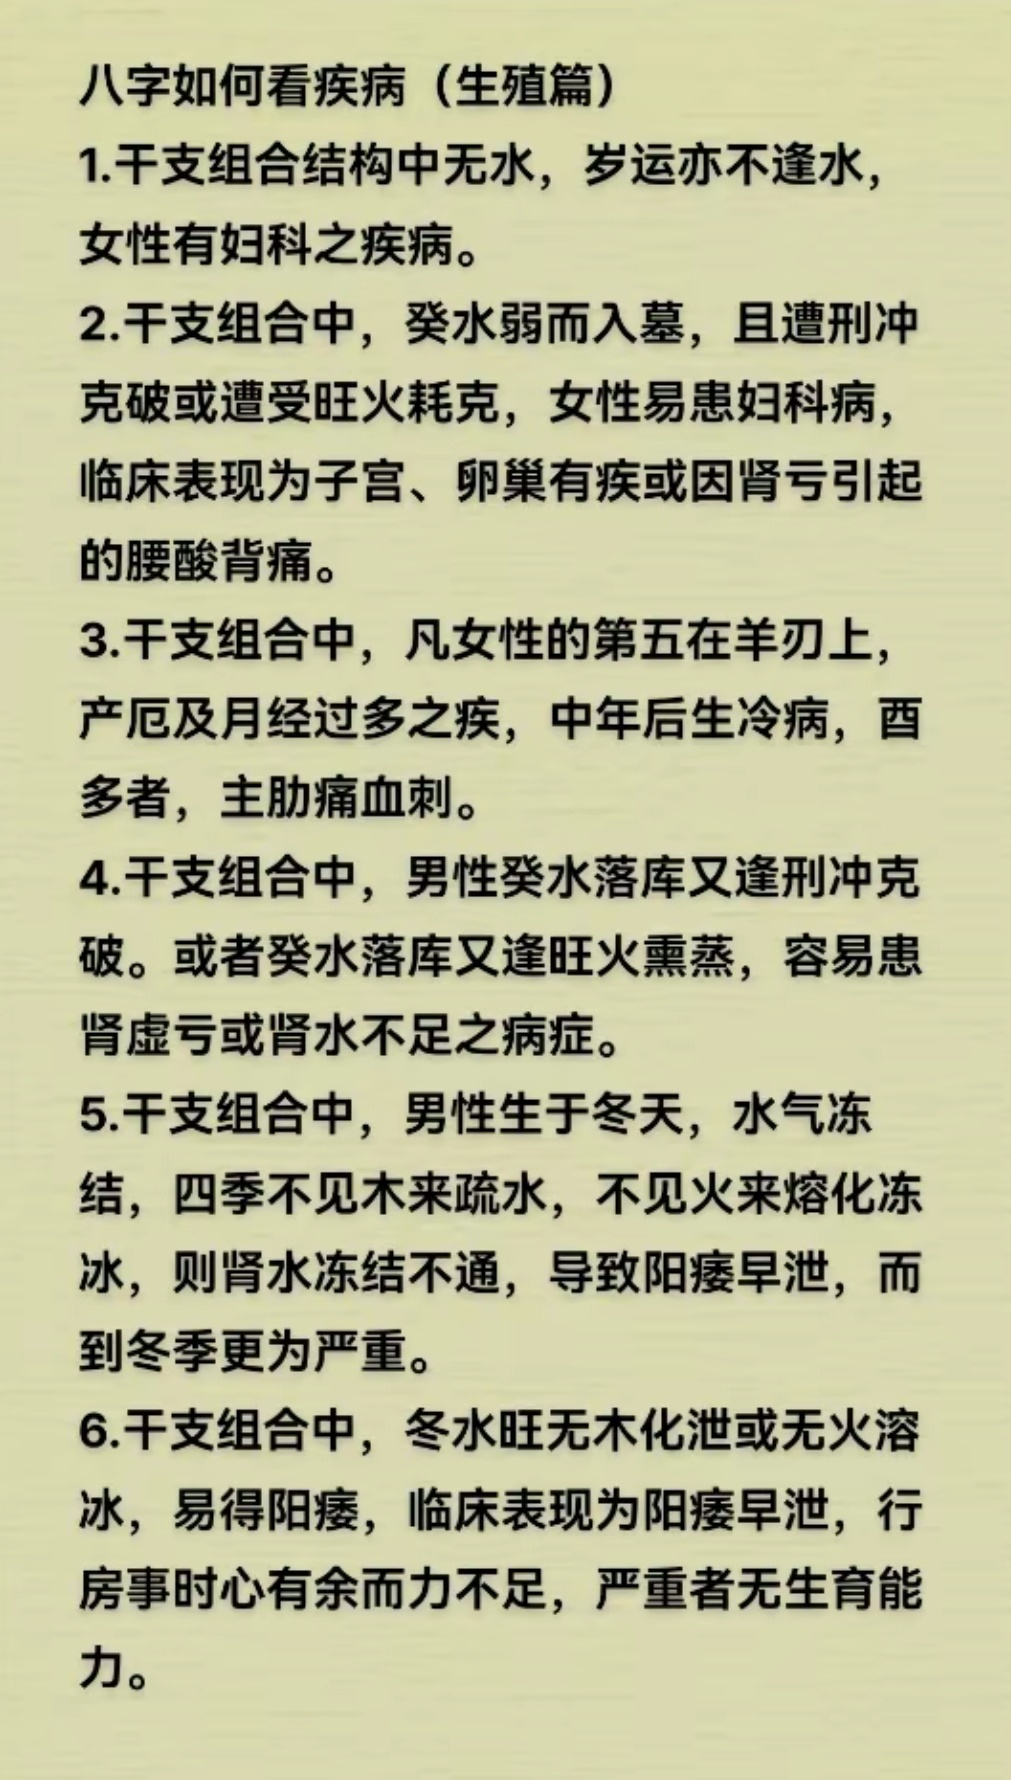 八字如何看疾病（生殖篇）
1.干支组合结构中无水，岁运亦不逢水，
女性有妇科之疾病。
2.干支组合中，癸水弱而入墓，且遭刑冲
克破或遭受旺火耗克，女性易患妇科病，
临床表现为子宫、卵巢有疾或因肾亏引起
的腰酸背痛。
3.干支组合中，凡女性的第五在羊刃上，
产厄及月经过多之疾，中年后生冷病，酉
多者，主肋痛血刺。
4.干支组合中，男性癸水落库又逢刑冲克
破。或者癸水落库又逢旺火熏蒸，容易患
肾虚亏或肾水不足之病症。
5.干支组合中，男性生于冬天，水气冻
结，四季不见木来疏水，不见火来熔化冻
冰，则肾水冻结不通，导致阳痿早泄，而
到冬季更为严重。
6.干支组合中，冬水旺无木化泄或无火溶
冰，易得阳痿，临床表现为阳痿早泄，行
房事时心有余而力不足，严重者无生育能
力。